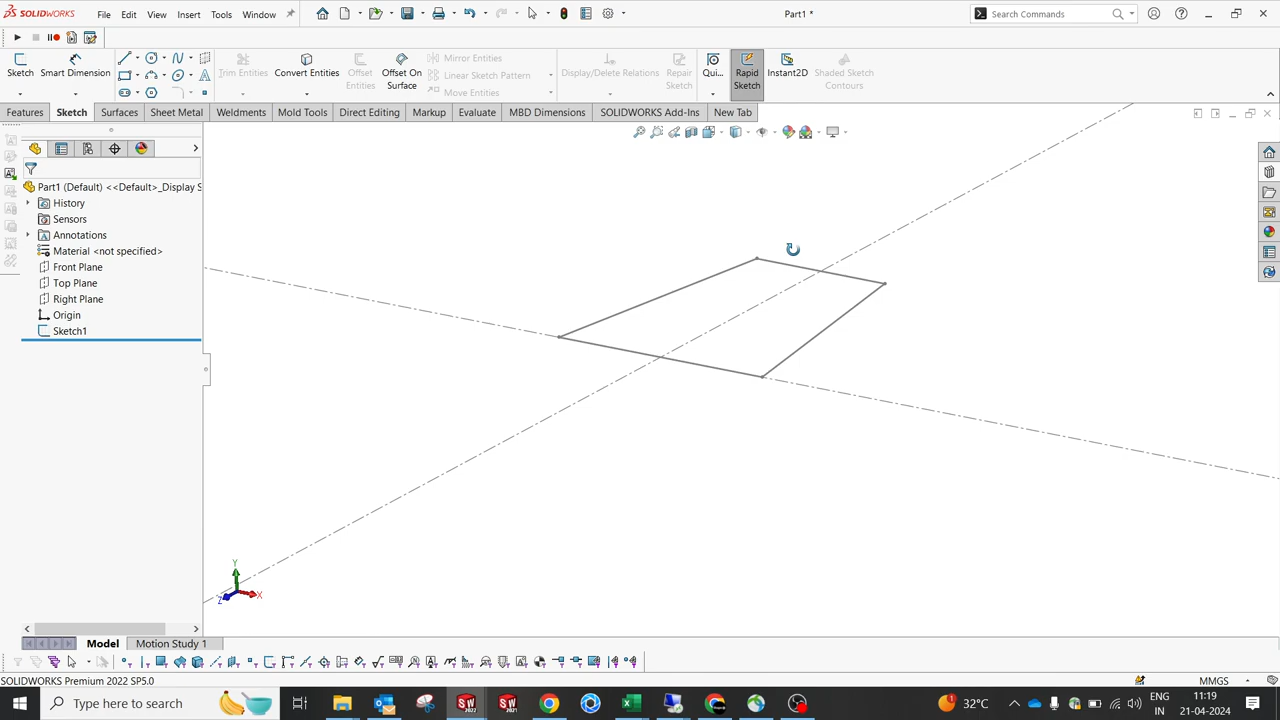 SOLIDWORKS
File Edit View Insert Tools Window
Part1 *
Search Commands
Sketch
Smart Dimension
Trim Entities
Convert Entities
Offset Entities
Offset On Surface
Mirror Entities
Linear Sketch Pattern
Move Entities
Display/Delete Relations
Repair Sketch
Qui...
Rapid Sketch
Instant2D
Shaded Sketch Contours
Features Sketch Surfaces Sheet Metal Weldments Mold Tools Direct Editing Markup Evaluate MBD Dimensions SOLIDWORKS Add-Ins New Tab
Part1 (Default) <<Default>_Display S
History
Sensors
Annotations
Material <not specified>
Front Plane
Top Plane
Right Plane
Origin
Sketch1
Y
X
Z
Model Motion Study 1
SOLIDWORKS Premium 2022 SP5.0
MMGS
Type here to search
SW 2022
SW 2021
32°C
ENG
IN
11:19
21-04-2024